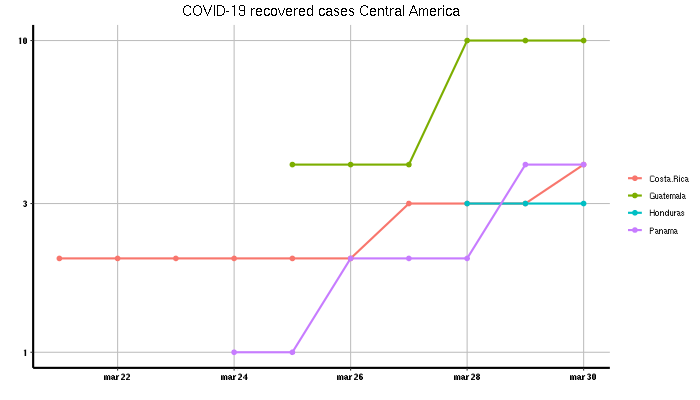 COVID-19 recovered cases Central America
10
3
1
mar 22
mar 24
mar 26
mar 28
mar 30
Costa.Rica
Guatemala
Honduras
Panama